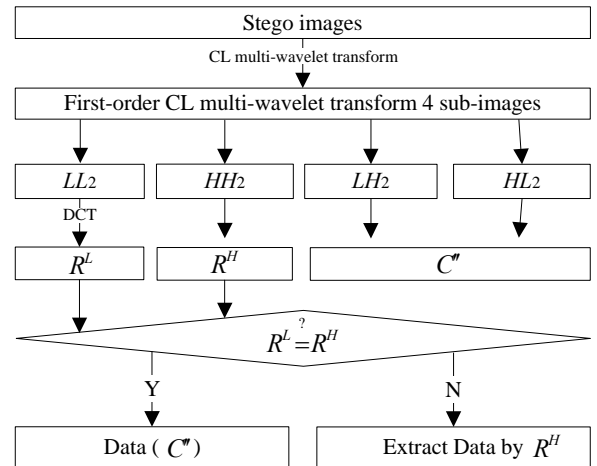 Stego images
CL multi-wavelet transform
First-order CL multi-wavelet transform 4 sub-images
LL2 HH2 LH2 HL2
DCT
R^L R^H C″
?
R^L=R^H
Y N
Data ( C″) Extract Data by R^H